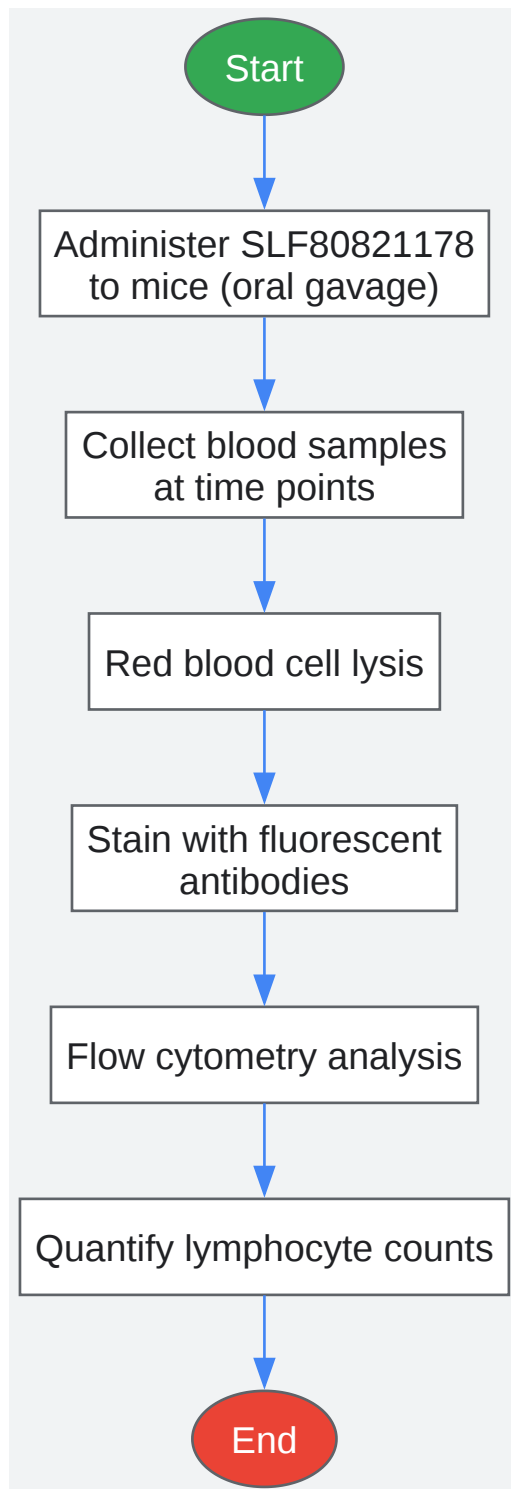 Start
Administer SLF80821178
to mice (oral gavage)
Collect blood samples
at time points
Red blood cell lysis
Stain with fluorescent
antibodies
Flow cytometry analysis
Quantify lymphocyte counts
End